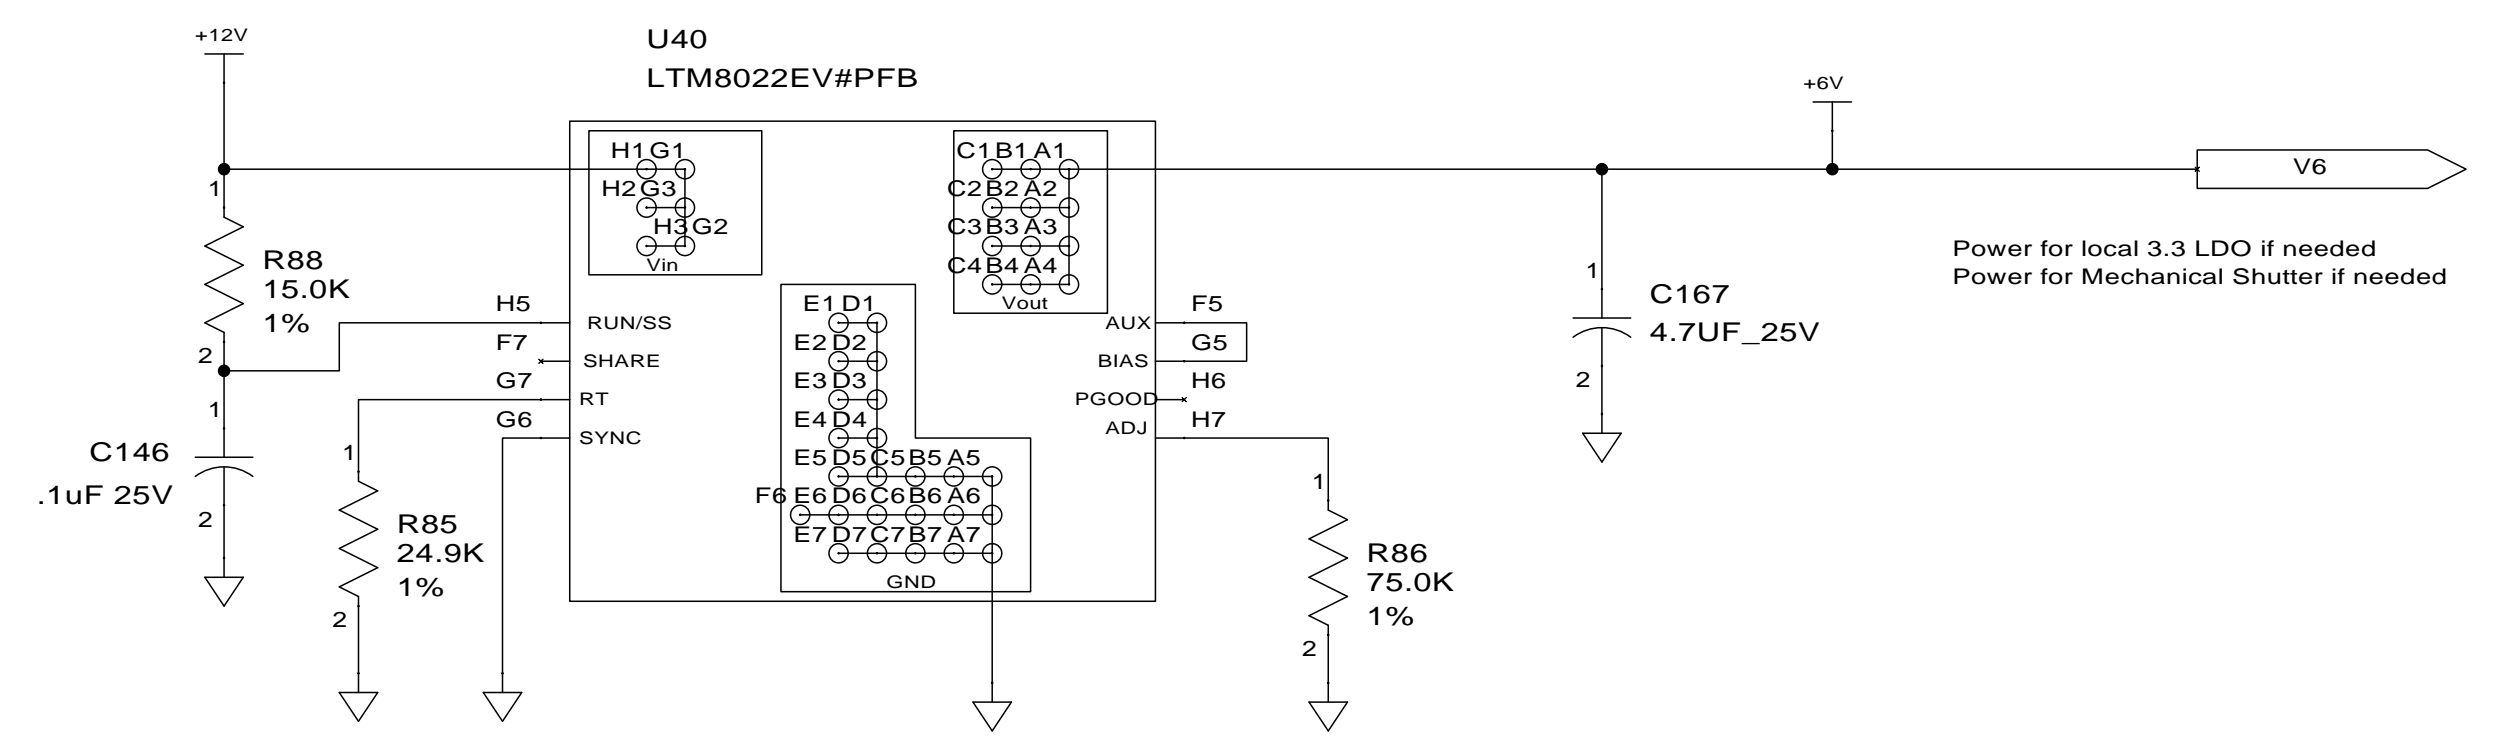 +12V
U40
LTM8022EV#PFB
+6V
H1 G1
C1 B1 A1
V6
1
H2 G3
C2 B2 A2
H3 G2
C3 B3 A3
Vin
C4 B4 A4
Vout
R88
15.0K
1%
2
Power for local 3.3 LDO if needed
Power for Mechanical Shutter if needed
1
C167
4.7UF_25V
2
H5
RUN/SS
E1 D1
AUX
F5
F7
SHARE
E2 D2
BIAS
G5
G7
RT
E3 D3
PGOOD
H6
G6
SYNC
E4 D4
ADJ
H7
1
C146
.1uF 25V
2
1
R85
24.9K
1%
2
E5 D5 C5 B5 A5
F6 E6 D6 C6 B6 A6
E7 D7 C7 B7 A7
GND
1
R86
75.0K
1%
2